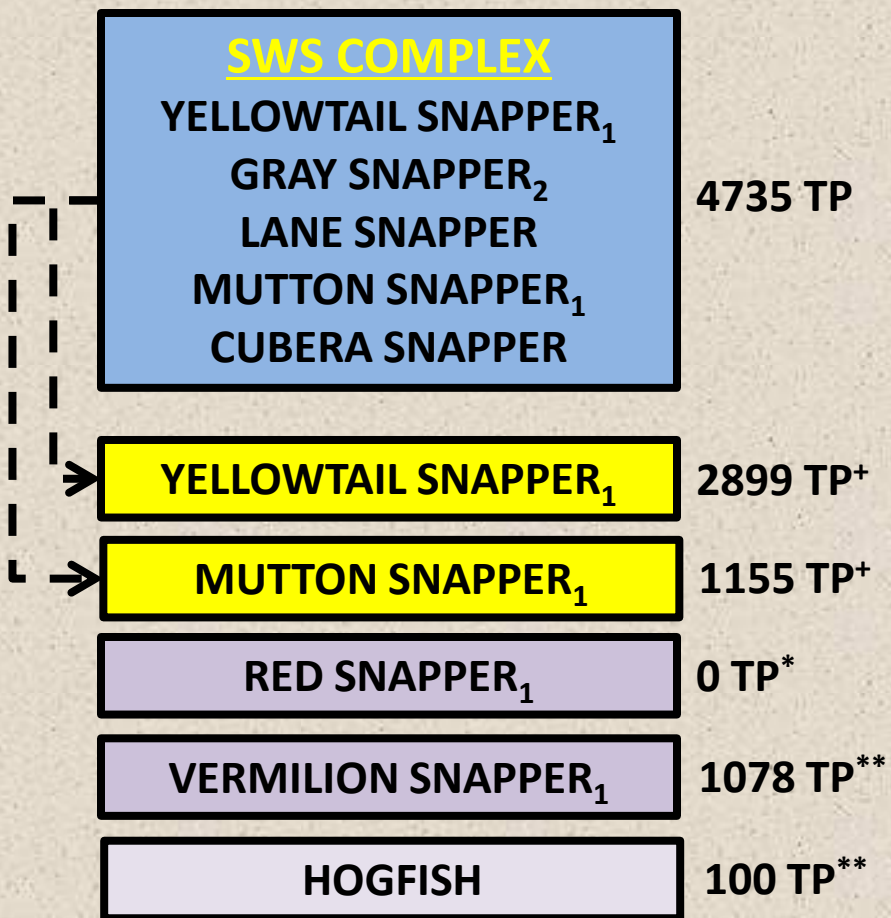 SWS COMPLEX
YELLOWTAIL SNAPPER₁
GRAY SNAPPER₂
LANE SNAPPER
MUTTON SNAPPER₁
CUBERA SNAPPER
4735 TP
YELLOWTAIL SNAPPER₁ 2899 TP⁺
MUTTON SNAPPER₁ 1155 TP⁺
RED SNAPPER₁ 0 TP*
VERMILION SNAPPER₁ 1078 TP**
HOGFISH 100 TP**